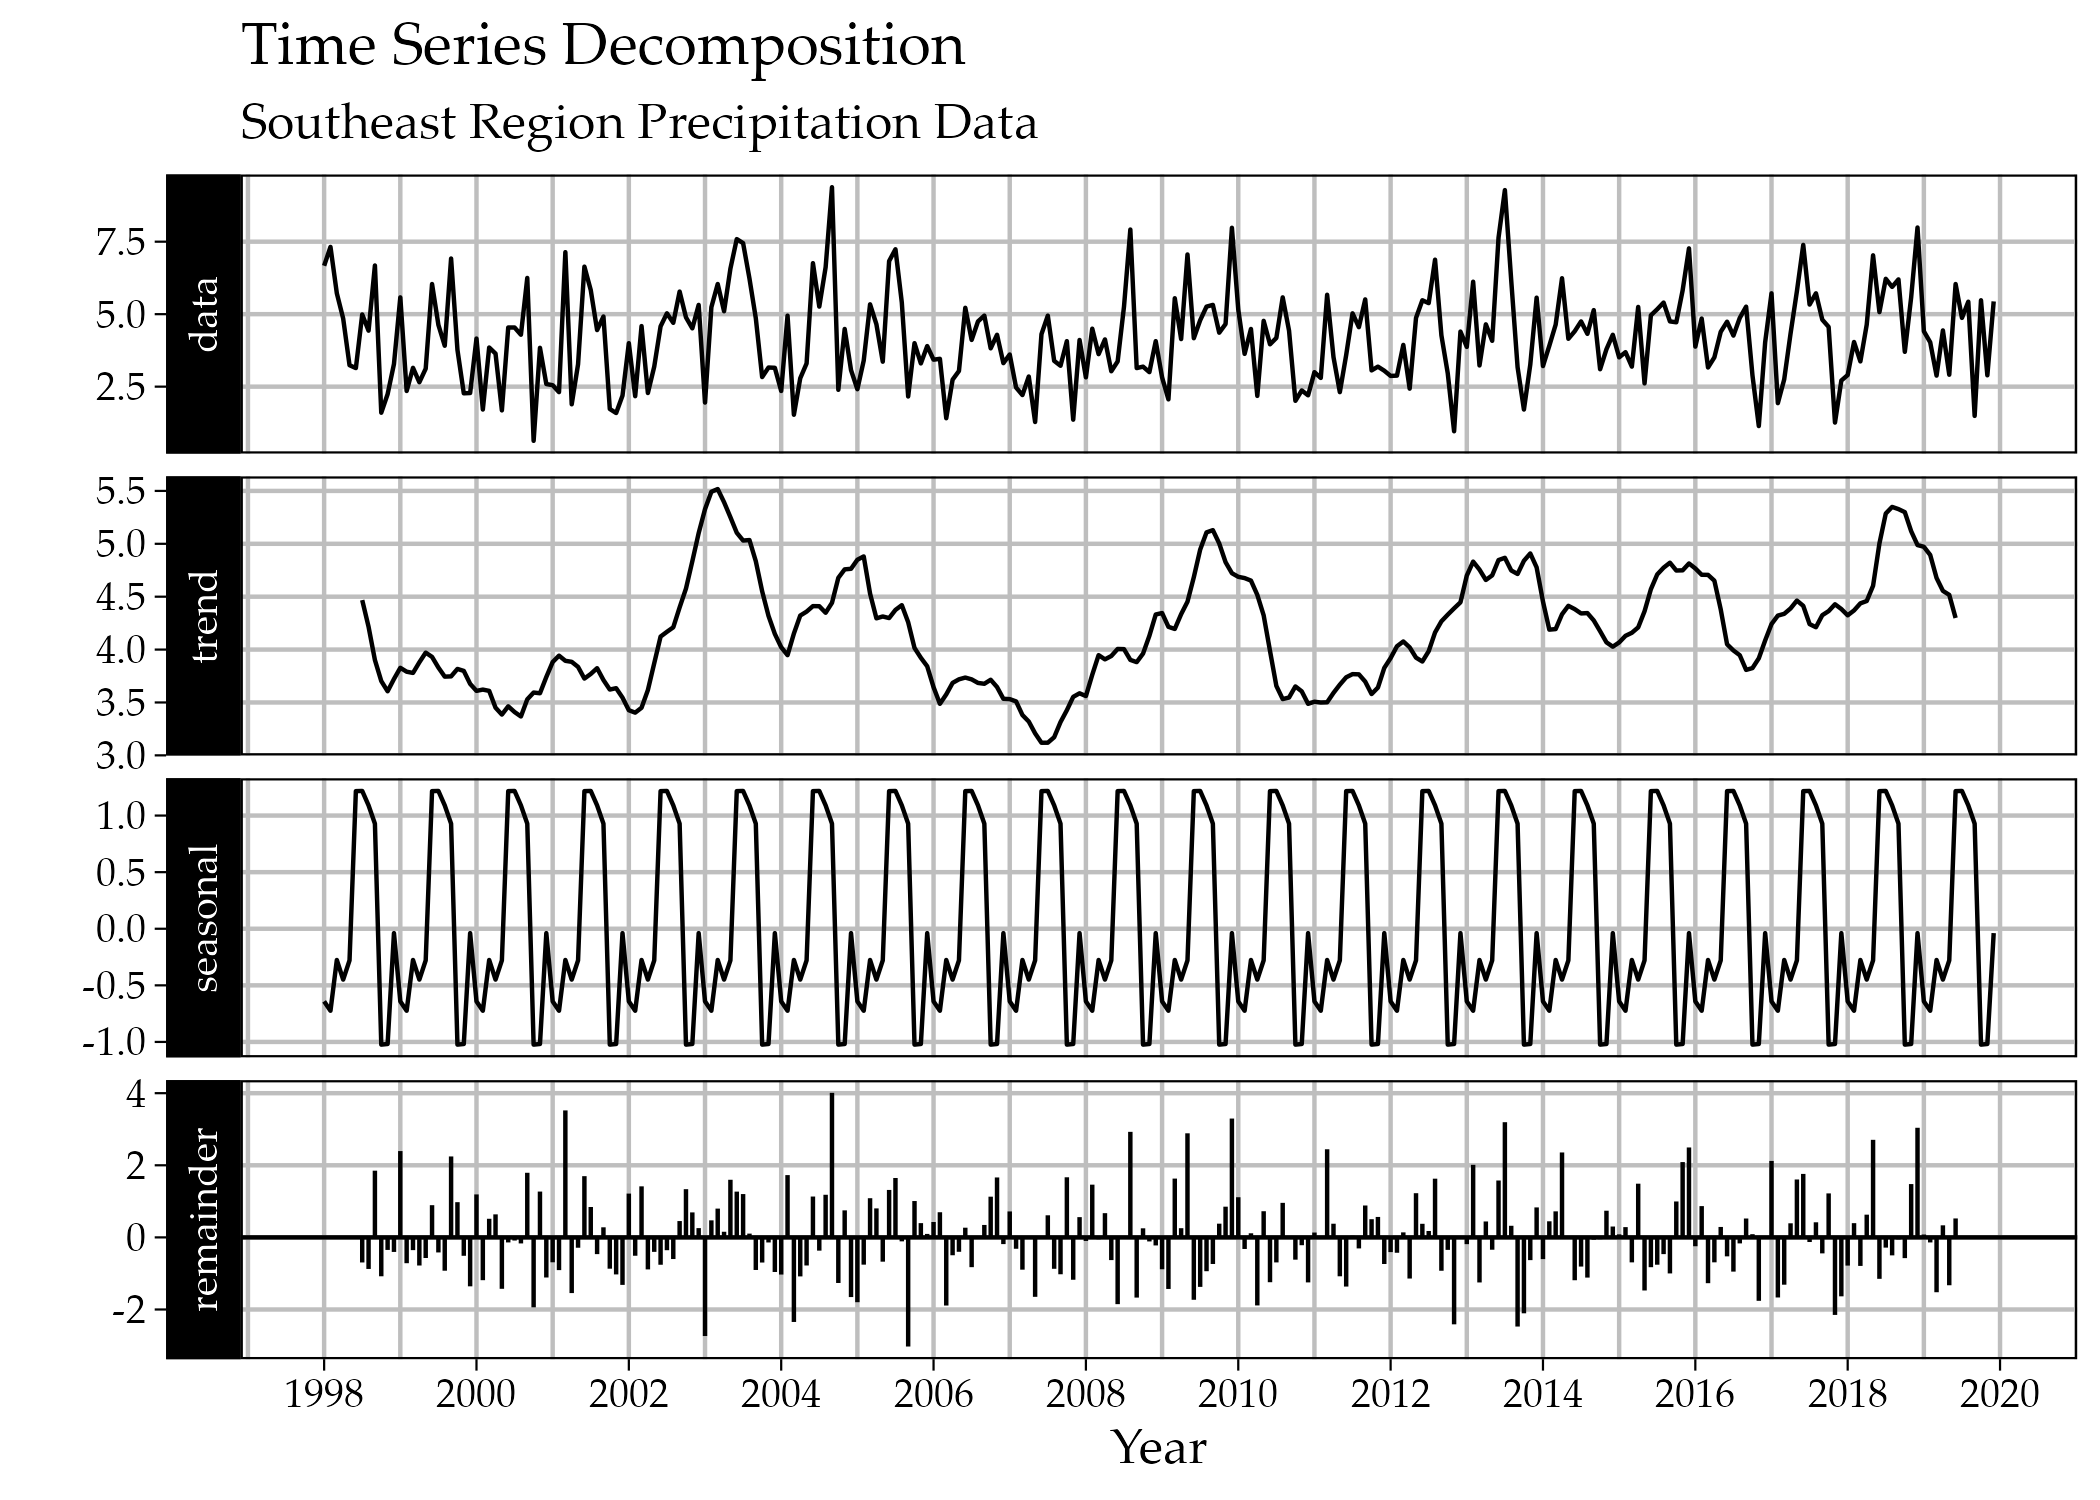 Time Series Decomposition
Southeast Region Precipitation Data
data
7.5
5.0
2.5
trend
5.5
5.0
4.5
4.0
3.5
3.0
seasonal
1.0
0.5
0.0
-0.5
-1.0
remainder
4
2
0
-2
1998 2000 2002 2004 2006 2008 2010 2012 2014 2016 2018 2020
Year